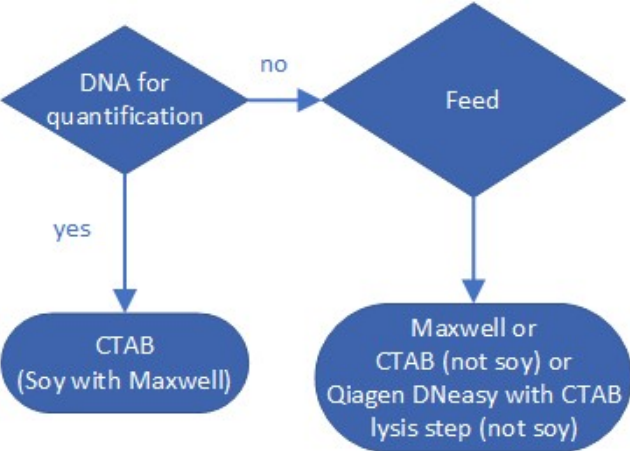 DNA for
quantification
no
Feed
yes
CTAB
(Soy with Maxwell)
Maxwell or
CTAB (not soy) or
Qiagen DNeasy with CTAB
lysis step (not soy)